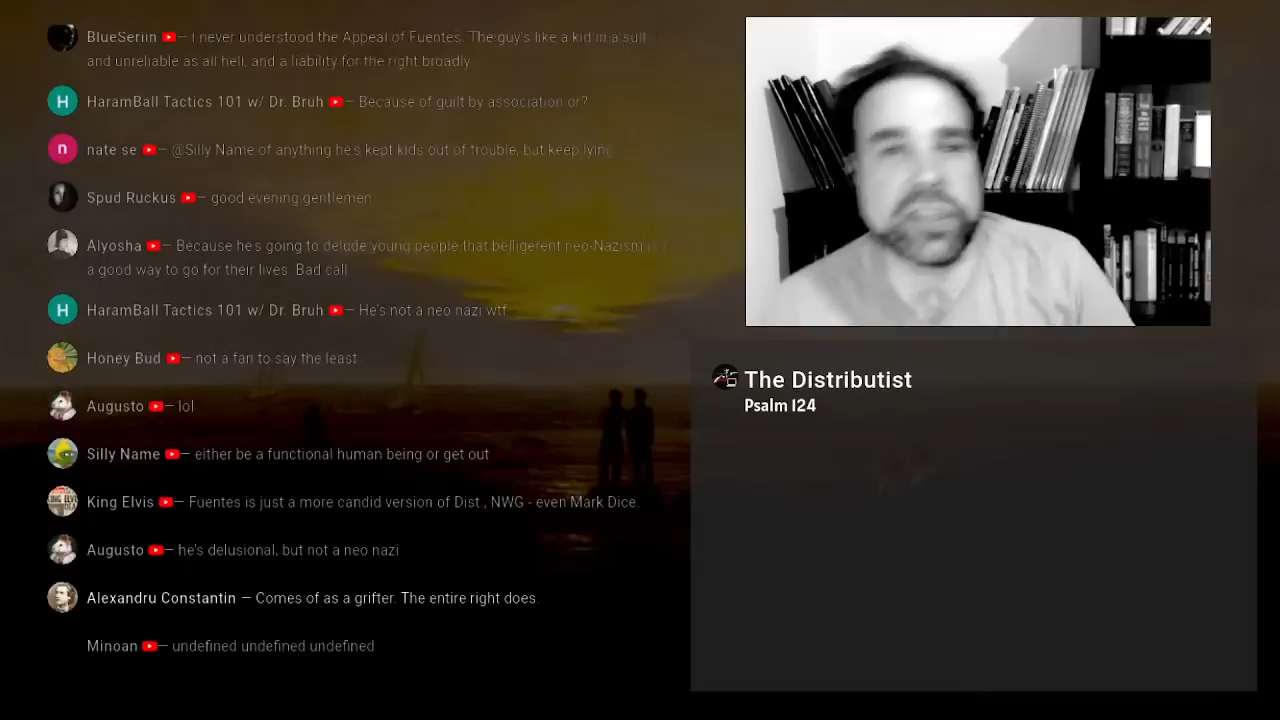 BlueSeriin — I never understood the Appeal of Fuentes. The guy's like a kid in a suit
and unreliable as all hell, and a liability for the right broadly
H HaramBall Tactics 101 w/ Dr. Bruh — Because of guilt by association or?
n nate se — @Silly Name of anything he's kept kids out of trouble, but keep lying
Spud Ruckus — good evening gentlemen
Alyosha — Because he's going to delude young people that belligerent neo-Nazism is
a good way to go for their lives. Bad call
H HaramBall Tactics 101 w/ Dr. Bruh — He's not a neo nazi wtf
Honey Bud — not a fan to say the least
Augusto — lol
Silly Name — either be a functional human being or get out
King Elvis — Fuentes is just a more candid version of Dist., NWG - even Mark Dice.
Augusto — he's delusional, but not a neo nazi
Alexandru Constantin — Comes of as a grifter. The entire right does.
Minoan — undefined undefined undefined
The Distributist
Psalm 124